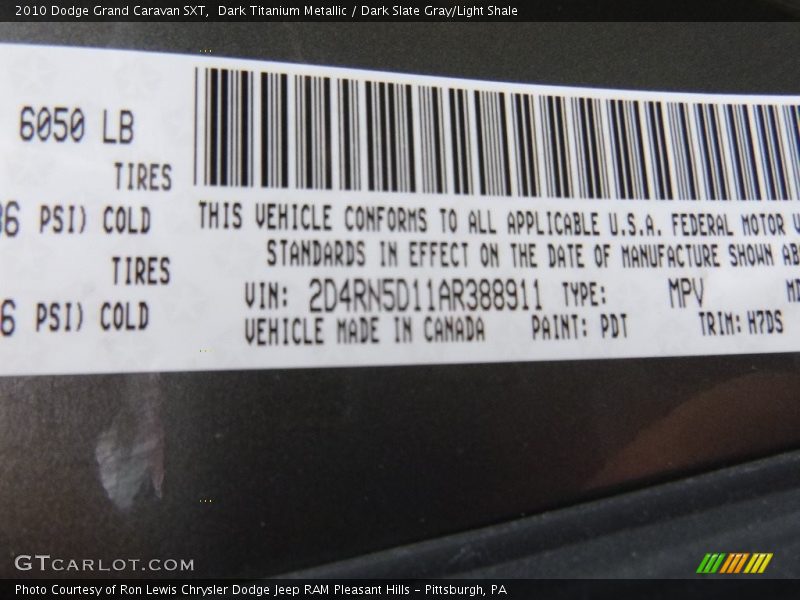 2010 Dodge Grand Caravan SXT,  Dark Titanium Metallic / Dark Slate Gray/Light Shale
6050 LB
TIRES
PSI) COLD
THIS VEHICLE CONFORMS TO ALL APPLICABLE U.S.A. FEDERAL MOTOR
STANDARDS IN EFFECT ON THE DATE OF MANUFACTURE SHOWN
TIRES
VIN: 2D4RN5D11AR388911 TYPE: MPV
6 PSI) COLD
VEHICLE MADE IN CANADA PAINT: PDT TRIM: H7DS
GTCARLOT.COM
Photo Courtesy of Ron Lewis Chrysler Dodge Jeep RAM Pleasant Hills - Pittsburgh, PA